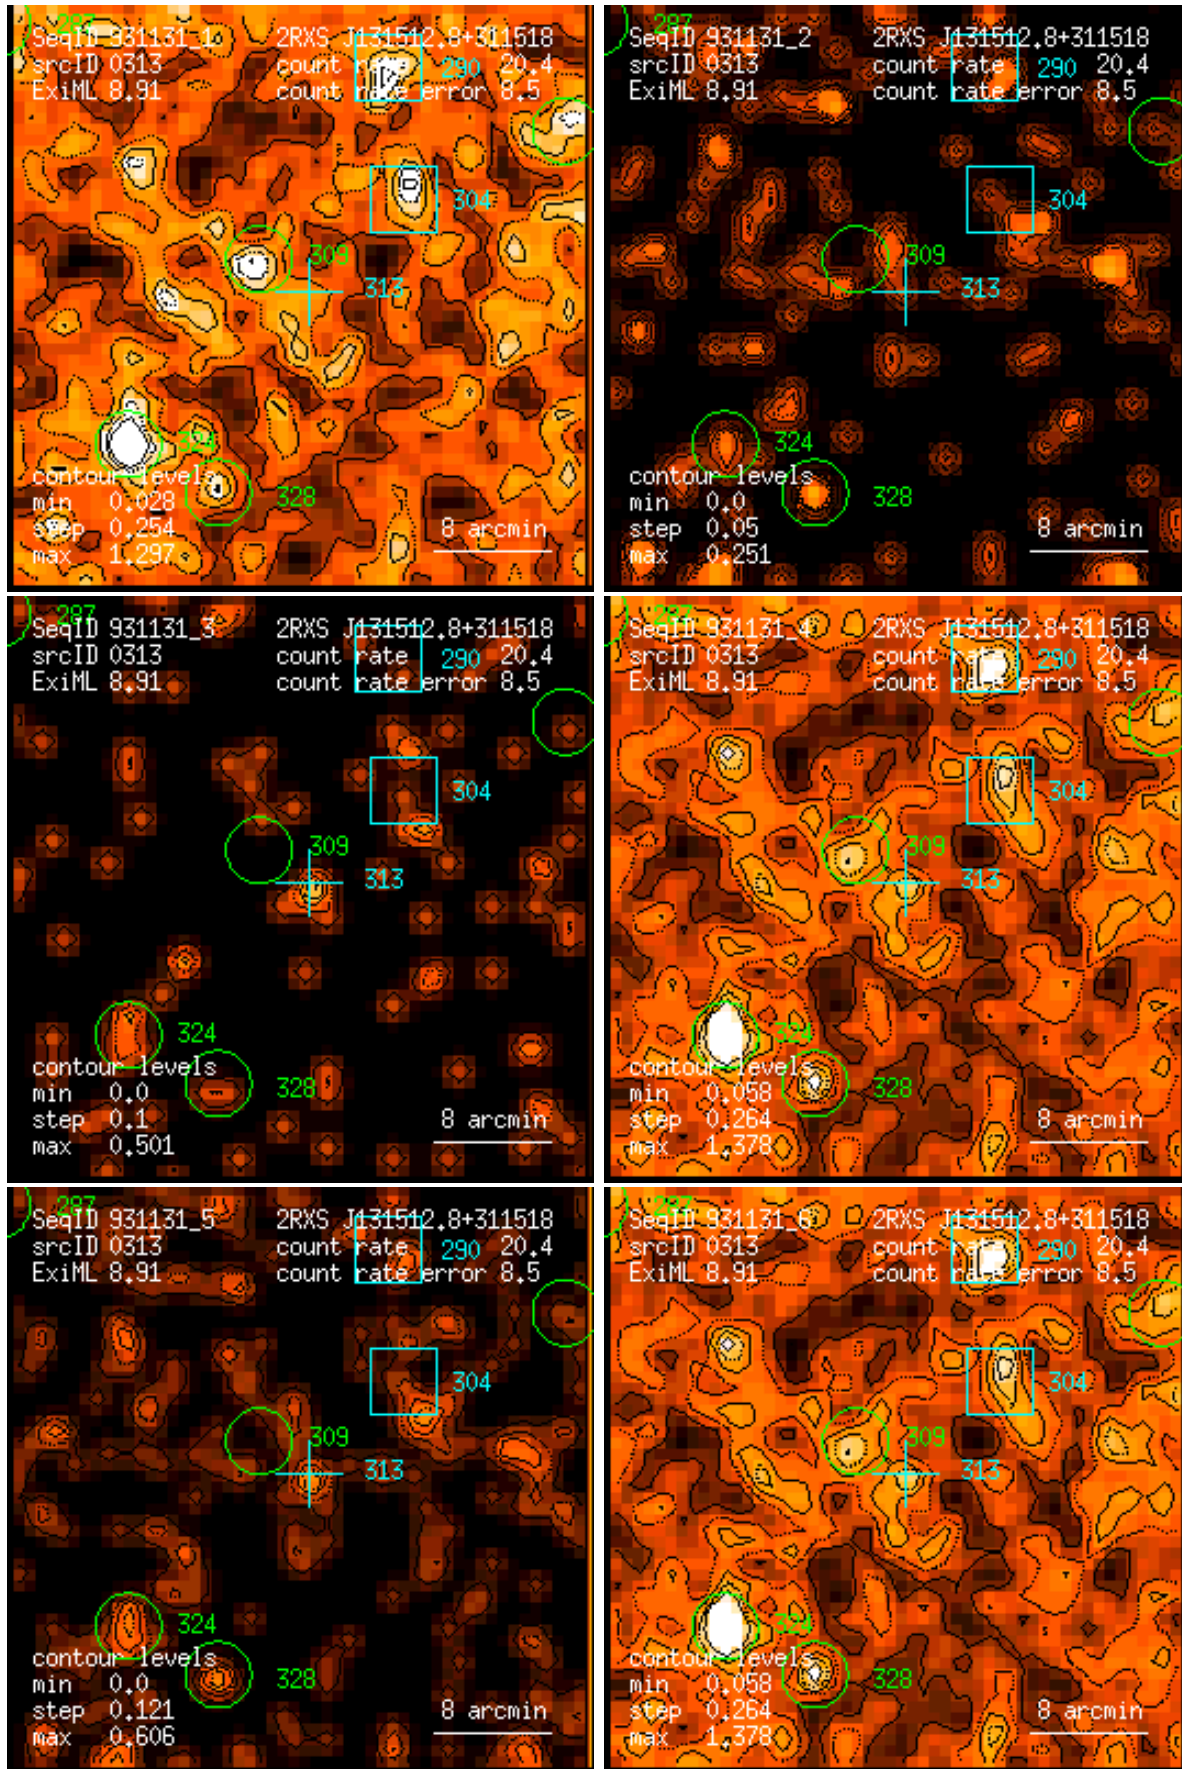 287
SeqID 931131_1 2RXS J131512.8+311518
srcID 0313 count rate 290 20.4
ExiML 8.91 count rate error 8.5
304
309
313
324
contour levels
min 0.028 328
step 0.254 8 arcmin
max 1.297
287
SeqID 931131_2 2RXS J131512.8+311518
srcID 0313 count rate 290 20.4
ExiML 8.91 count rate error 8.5
304
309
313
324
contour levels
min 0.0 328
step 0.05 8 arcmin
max 0.251
287
SeqID 931131_3 2RXS J131512.8+311518
srcID 0313 count rate 290 20.4
ExiML 8.91 count rate error 8.5
304
309
313
324
contour levels
min 0.0 328
step 0.1 8 arcmin
max 0.501
287
SeqID 931131_4 2RXS J131512.8+311518
srcID 0313 count rate 290 20.4
ExiML 8.91 count rate error 8.5
304
309
313
324
contour levels
min 0.058 328
step 0.264 8 arcmin
max 1.378
287
SeqID 931131_5 2RXS J131512.8+311518
srcID 0313 count rate 290 20.4
ExiML 8.91 count rate error 8.5
304
309
313
324
contour levels
min 0.0 328
step 0.121 8 arcmin
max 0.606
287
SeqID 931131_6 2RXS J131512.8+311518
srcID 0313 count rate 290 20.4
ExiML 8.91 count rate error 8.5
304
309
313
324
contour levels
min 0.058 328
step 0.264 8 arcmin
max 1.378